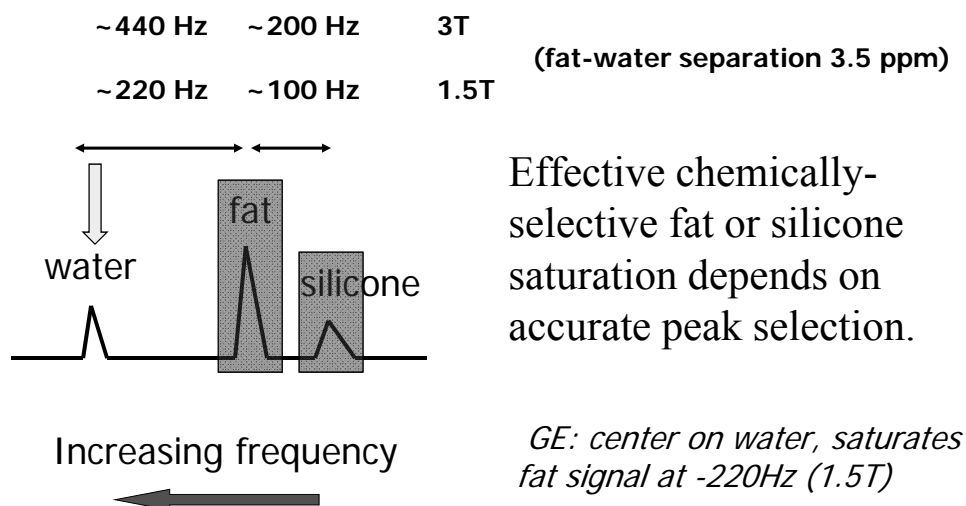 ~440 Hz ~200 Hz 3T
(fat-water separation 3.5 ppm)
~220 Hz ~100 Hz 1.5T
fat
water
silicone
Effective chemically-
selective fat or silicone
saturation depends on
accurate peak selection.
Increasing frequency
GE: center on water, saturates
fat signal at -220Hz (1.5T)